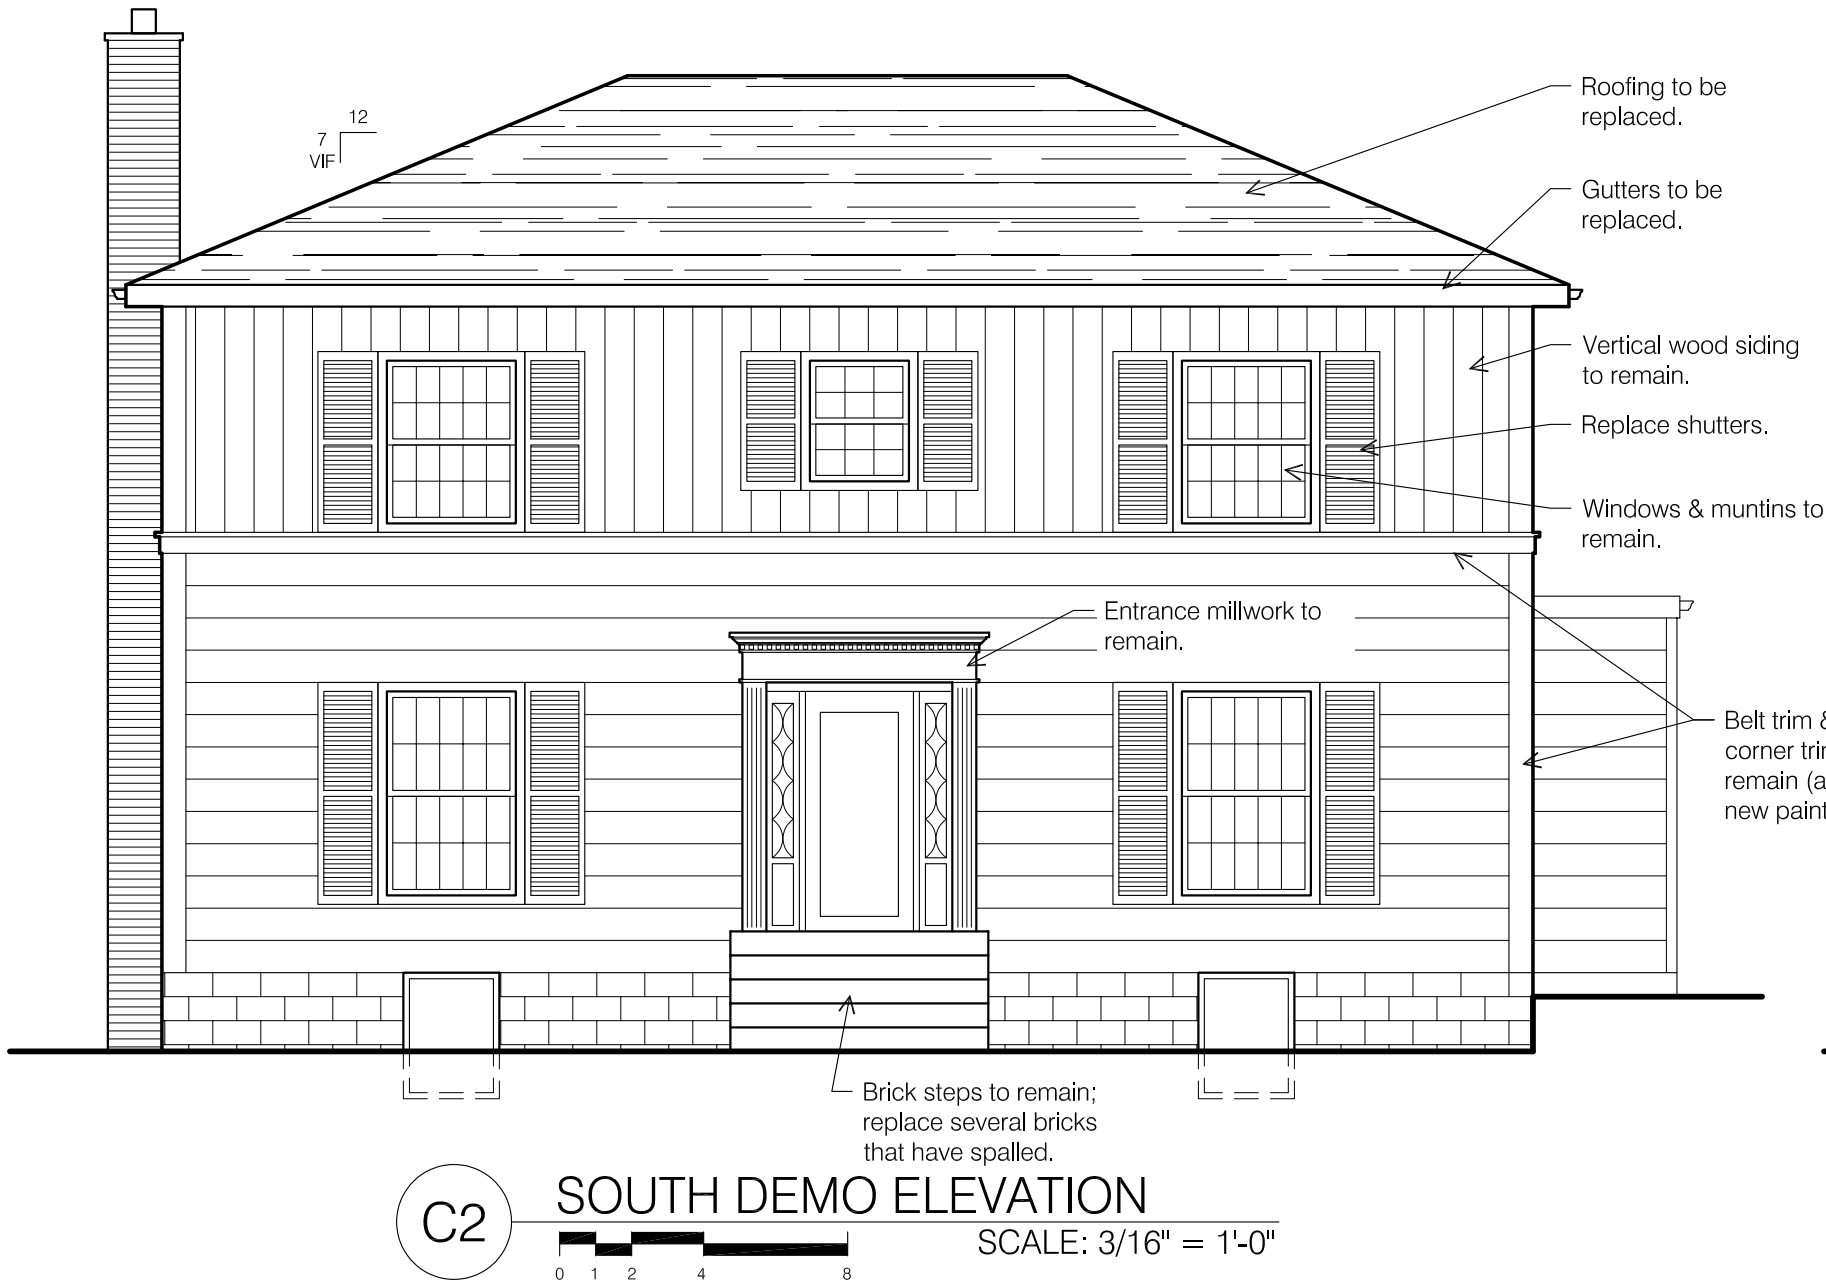 12
7
VIF
Roofing to be
replaced.
Gutters to be
replaced.
Vertical wood siding
to remain.
Replace shutters.
Windows & muntins to
remain.
Entrance millwork to
remain.
Belt trim &
corner
remain
new paint
Brick steps to remain;
replace several bricks
that have spalled.
C2
SOUTH DEMO ELEVATION
SCALE: 3/16" = 1'-0"
0 1 2 4 8